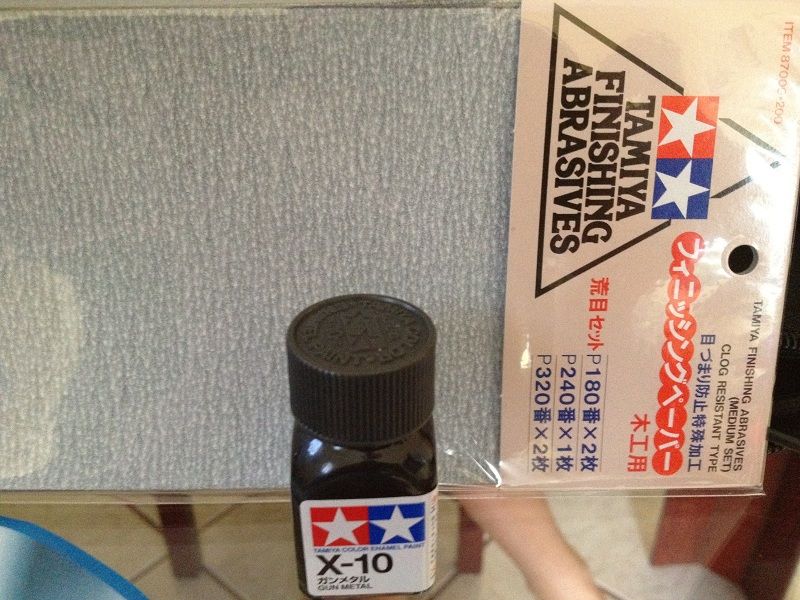 TAMIYA
FINISHING
ABRASIVES
フィニッシングペーパー
荒目セット
P180番×2枚
P240番×1枚
P320番×2枚
目づまり防止特殊加工
木工用
TAMIYA FINISHING ABRASIVES
(MEDIUM SET)
CLOG RESISTANT TYPE
TAMIYA COLOR ENAMEL PAINT
X-10
ガンメタル
GUN METAL